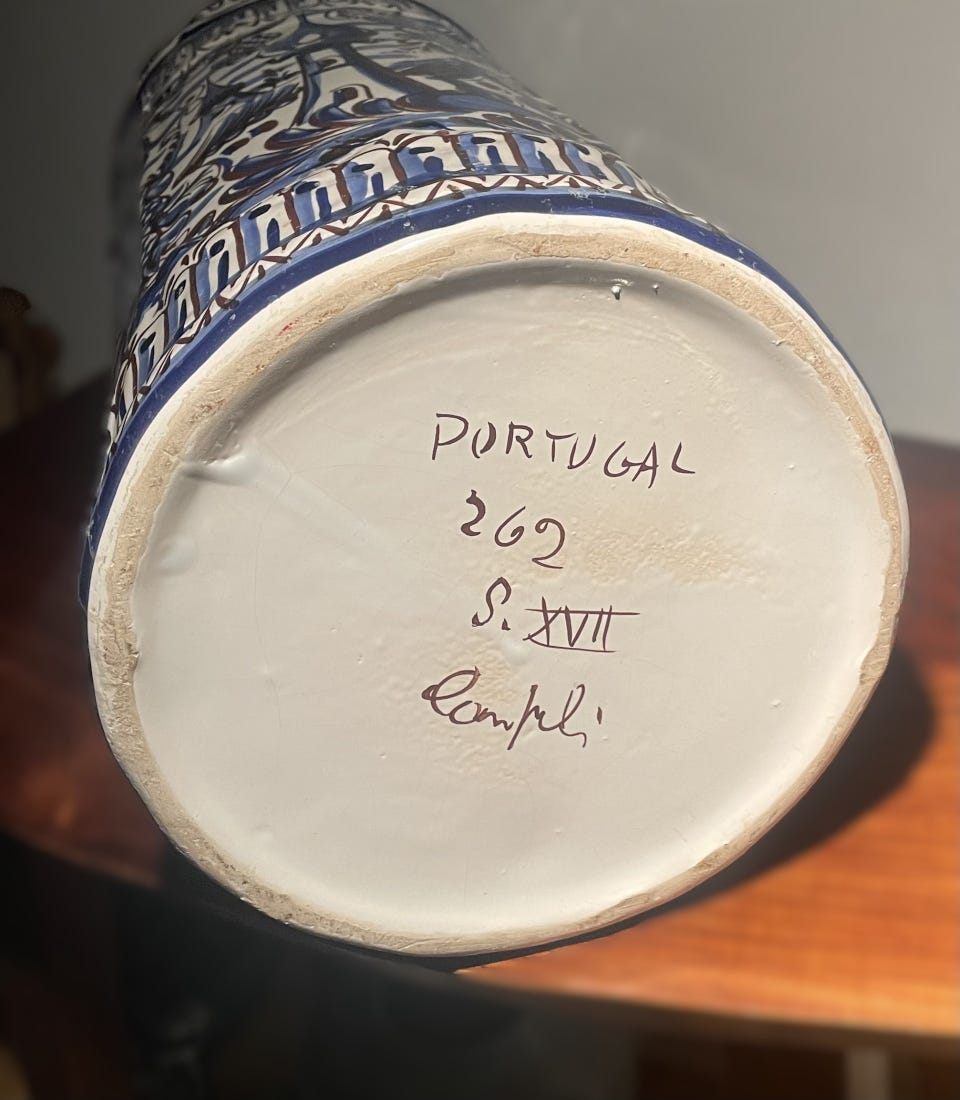 PORTUGAL
262
S. XVII